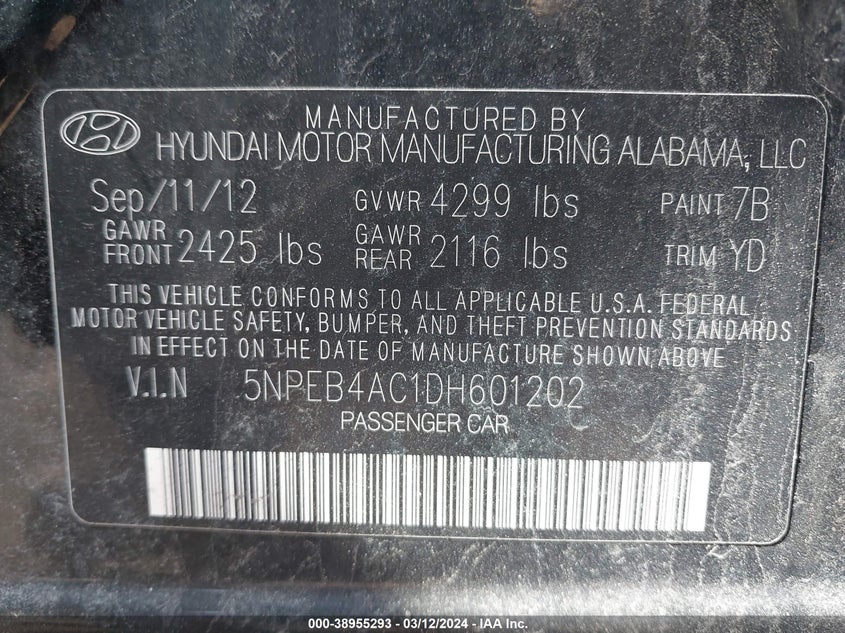 MANUFACTURED BY
HYUNDAI MOTOR MANUFACTURING ALABAMA, LLC
Sep/11/12 GVWR 4299 lbs PAINT 7B
GAWR FRONT 2425 lbs GAWR REAR 2116 lbs TRIM YD
THIS VEHICLE CONFORMS TO ALL APPLICABLE U.S.A. FEDERAL
MOTOR VEHICLE SAFETY, BUMPER, AND THEFT PREVENTION STANDARDS
IN EFFECT ON THE DATE OF MANUFACTURE SHOWN ABOVE
V.I.N 5NPEB4AC1DH601202
PASSENGER CAR
000-38955293 - 03/12/2024 - © IAA Inc.